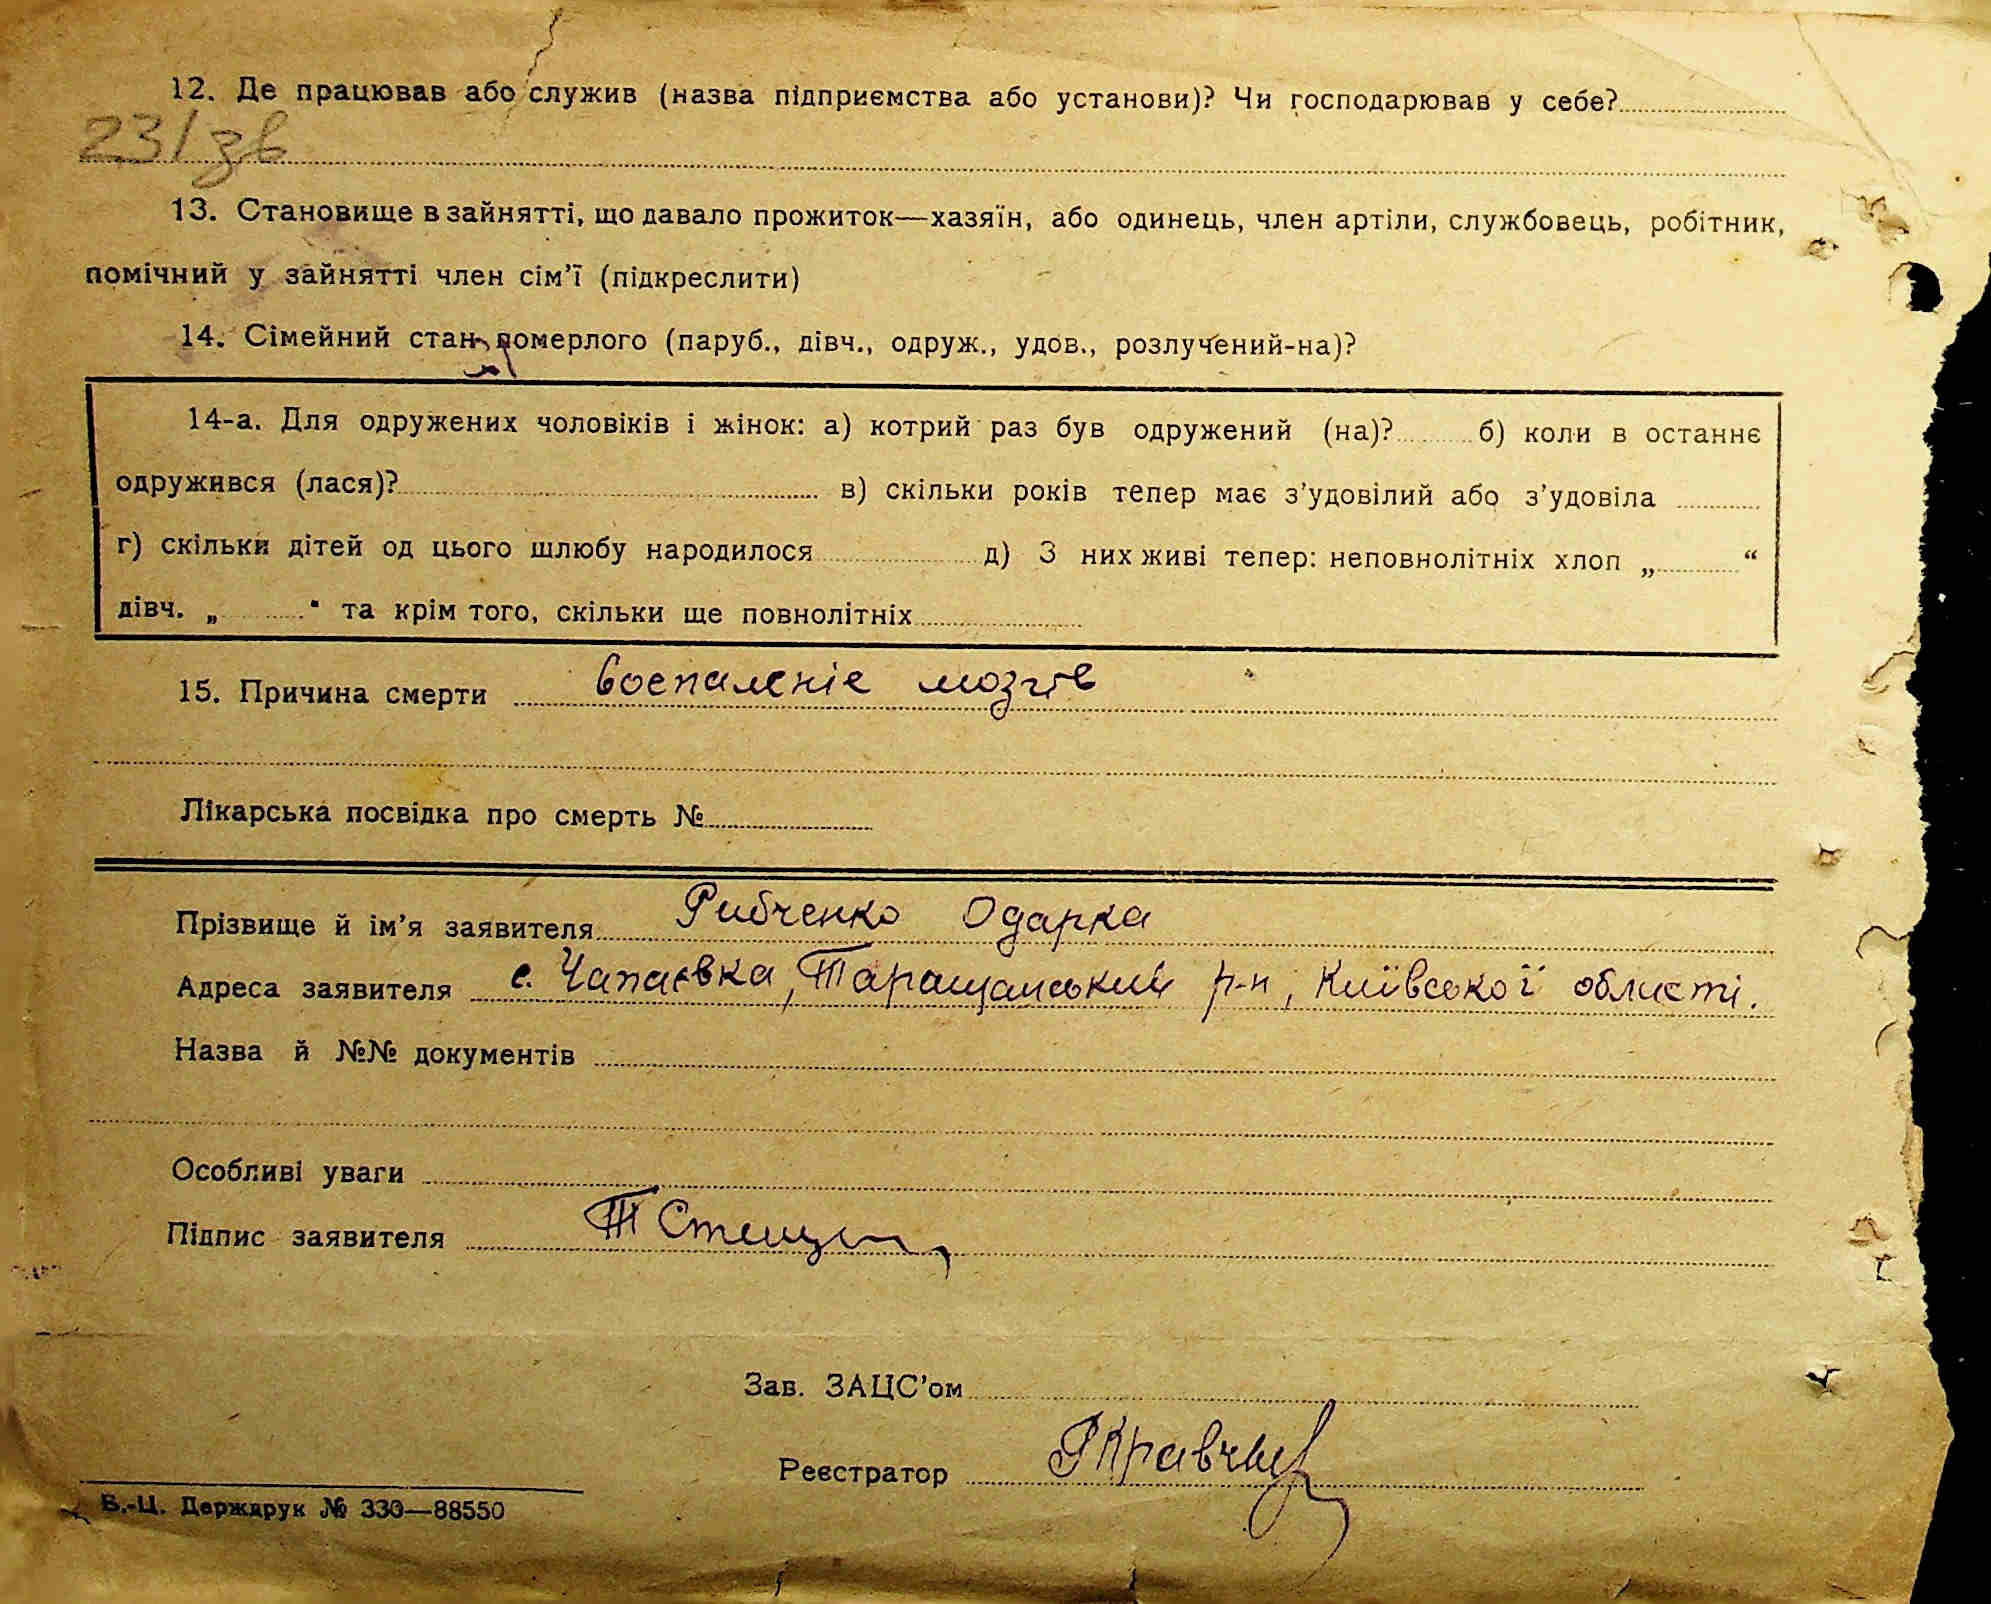 12. Де працював або служив (назва підприємства або установи)? Чи господарював у себе?
231 зв
13. Становище в зайнятті, що давало прожиток—хазяїн, або одинець, член артіли, службовець, робітник,
помічний у зайнятті член сім’ї (підкреслити)
14. Сімейний стан померлого (паруб., дівч., одруж., удов., розлучений-на)?
14-а. Для одружених чоловіків і жінок: а) котрий раз був одружений (на)? б) коли в останнє
одружився (лася)? в) скільки років тепер має з’удовілий або з’удовіла
г) скільки дітей од цього шлюбу народилося д) З них живі тепер: неповнолітніх хлоп „ “
дівч. „ “ та крім того, скільки ще повнолітніх
15. Причина смерти воспаленіе мозгів
Лікарська посвідка про смерть №
Прізвище й ім’я заявителя Рибченко Одарка
Адреса заявителя с. Чапаєвка, Таращанський р-н, Київської області.
Назва й №№ документів
Особливі уваги
Підпис заявителя
Зав. ЗАЦС’ом
Реєстратор
Б.-Ц. Держдрук № 330—88550